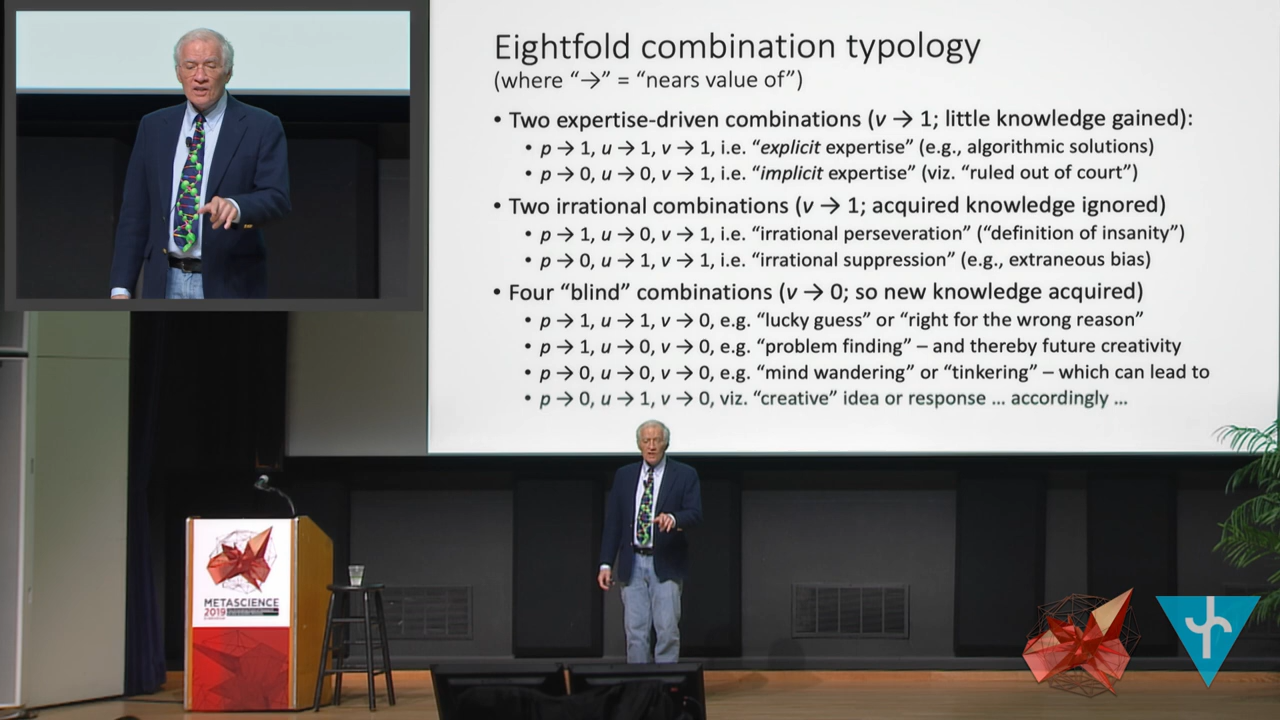 Eightfold combination typology
(where “→” = “nears value of”)
• Two expertise-driven combinations (v → 1; little knowledge gained):
• p → 1, u → 1, v → 1, i.e. “explicit expertise” (e.g., algorithmic solutions)
• p → 0, u → 0, v → 1, i.e. “implicit expertise” (viz. “ruled out of court”)
• Two irrational combinations (v → 1; acquired knowledge ignored)
• p → 1, u → 0, v → 1, i.e. “irrational perseveration” (“definition of insanity”)
• p → 0, u → 1, v → 1, i.e. “irrational suppression” (e.g., extraneous bias)
• Four “blind” combinations (v → 0; so new knowledge acquired)
• p → 1, u → 1, v → 0, e.g. “lucky guess” or “right for the wrong reason”
• p → 1, u → 0, v → 0, e.g. “problem finding” – and thereby future creativity
• p → 0, u → 0, v → 0, e.g. “mind wandering” or “tinkering” – which can lead to
• p → 0, u → 1, v → 0, viz. “creative” idea or response ... accordingly ...
METASCIENCE
2019